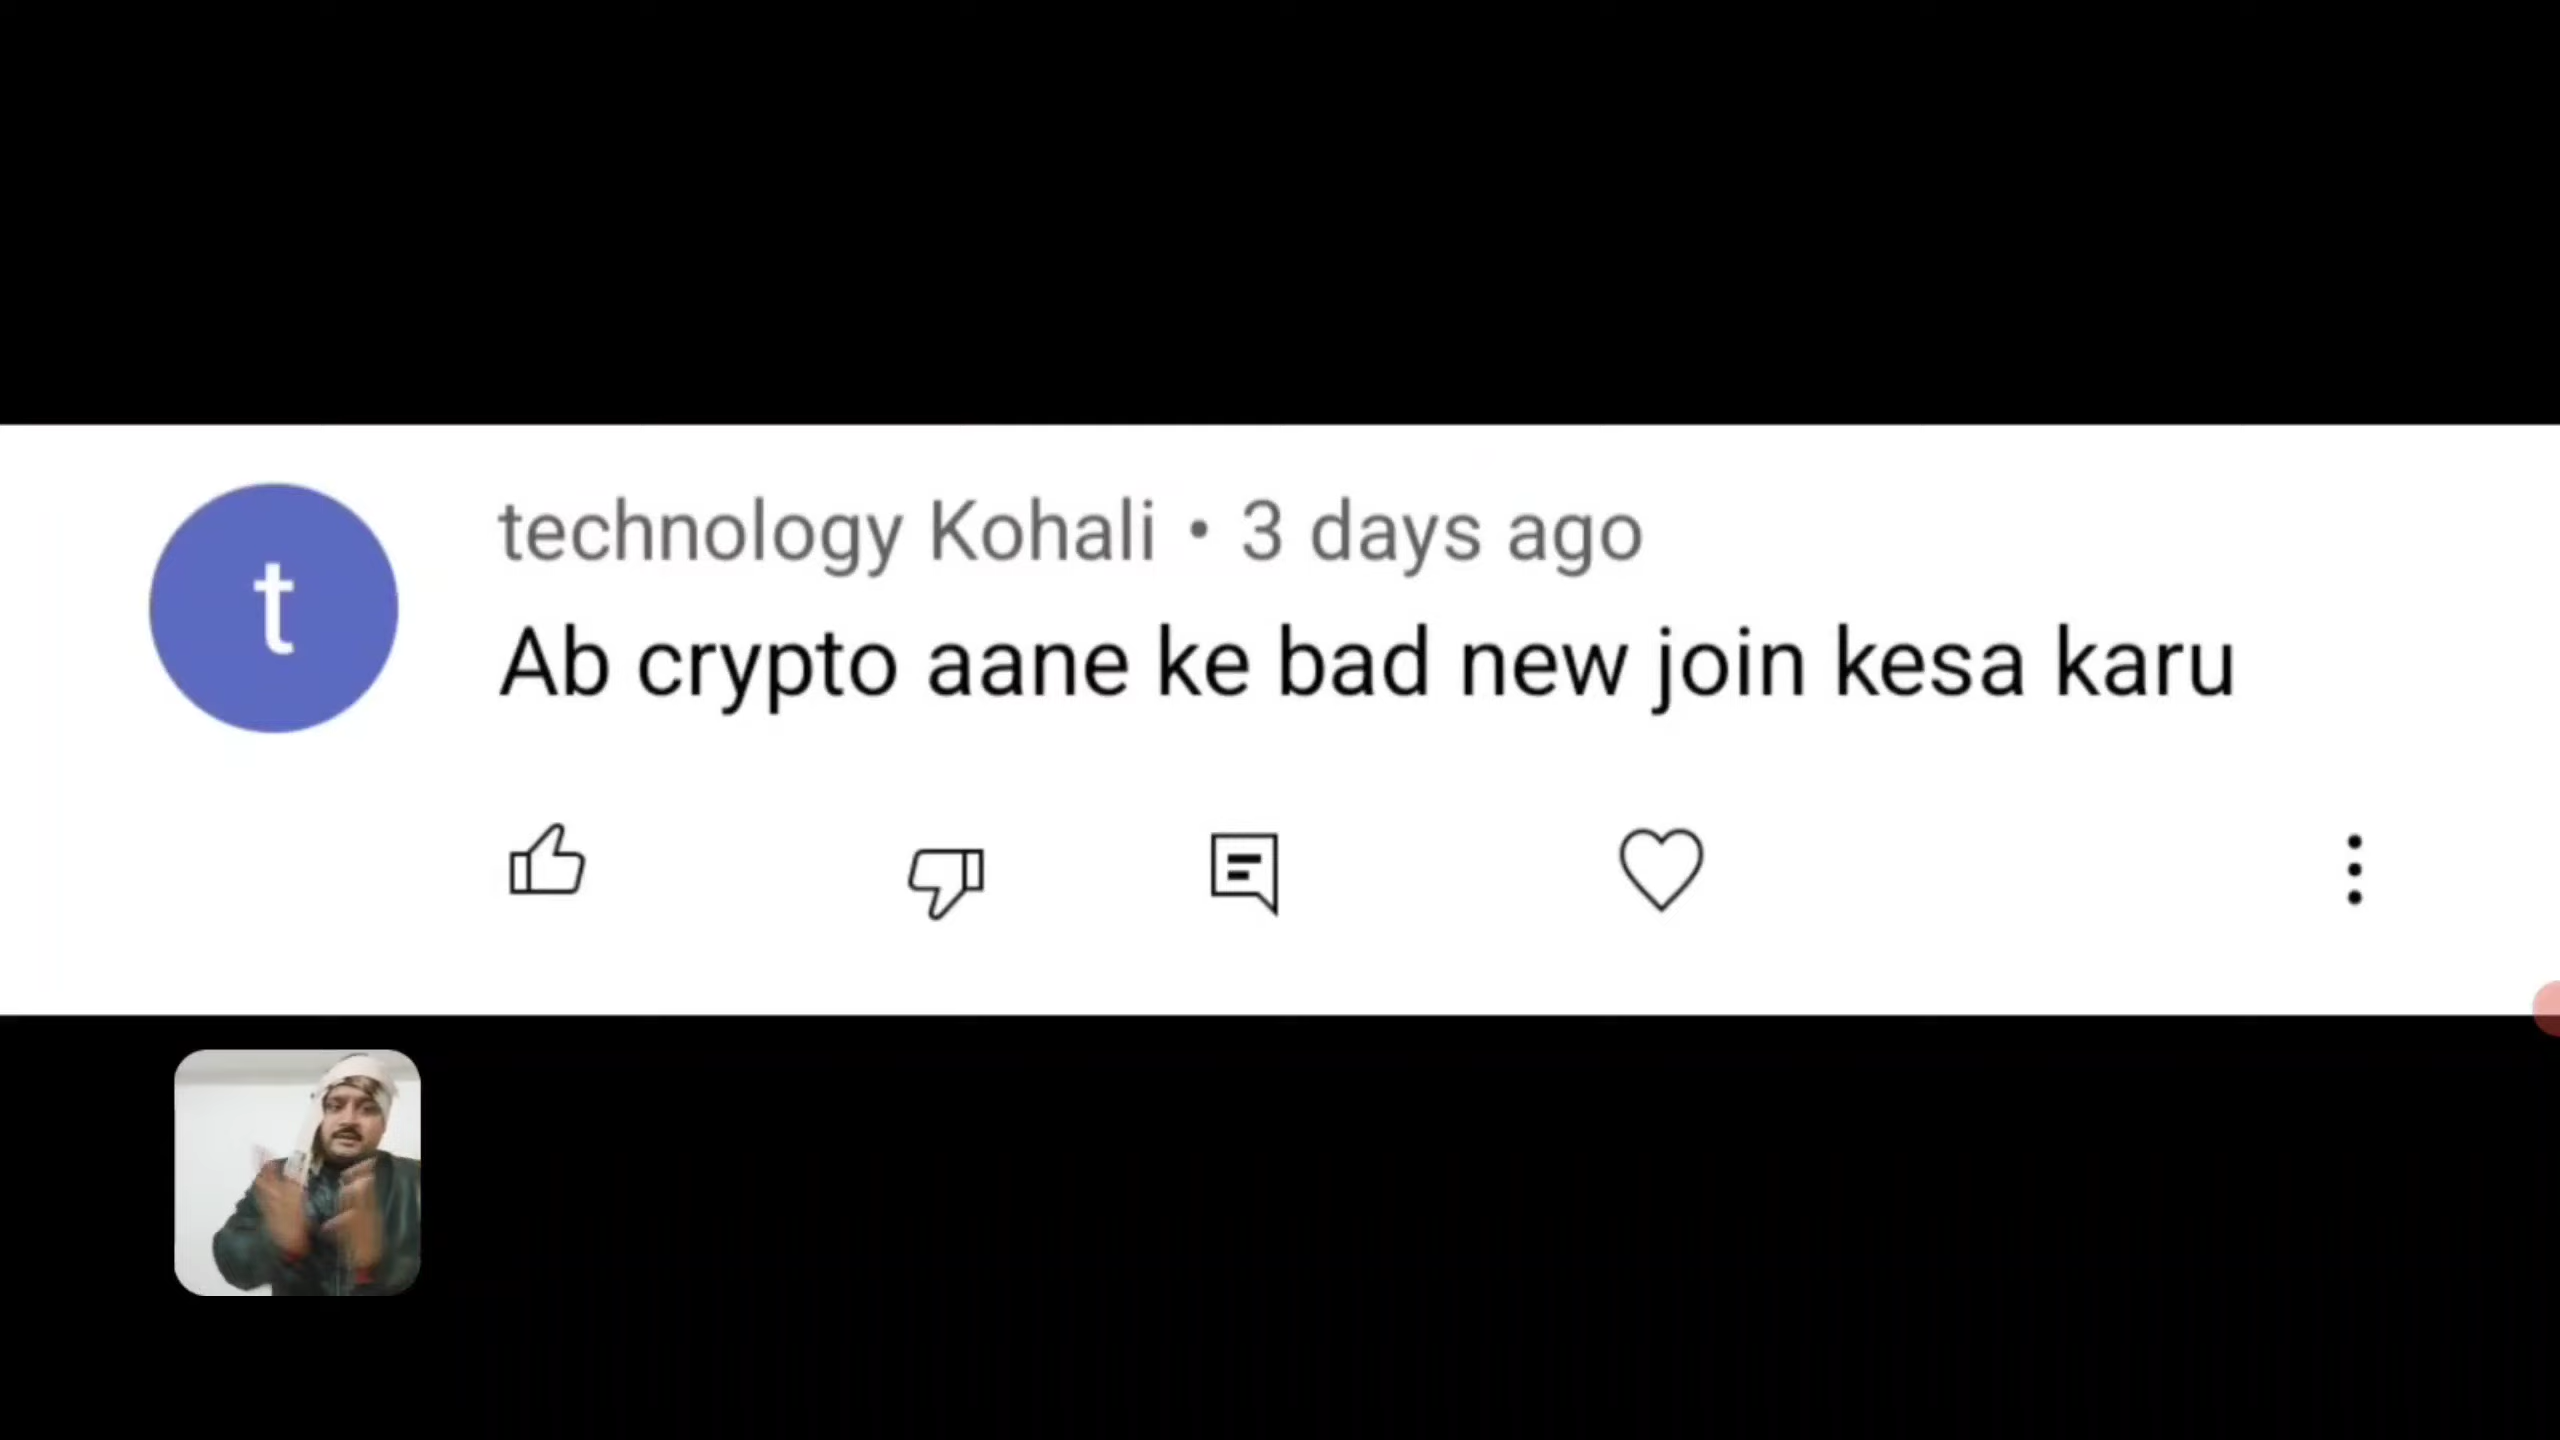 t
technology Kohali • 3 days ago
Ab crypto aane ke bad new join kesa karu